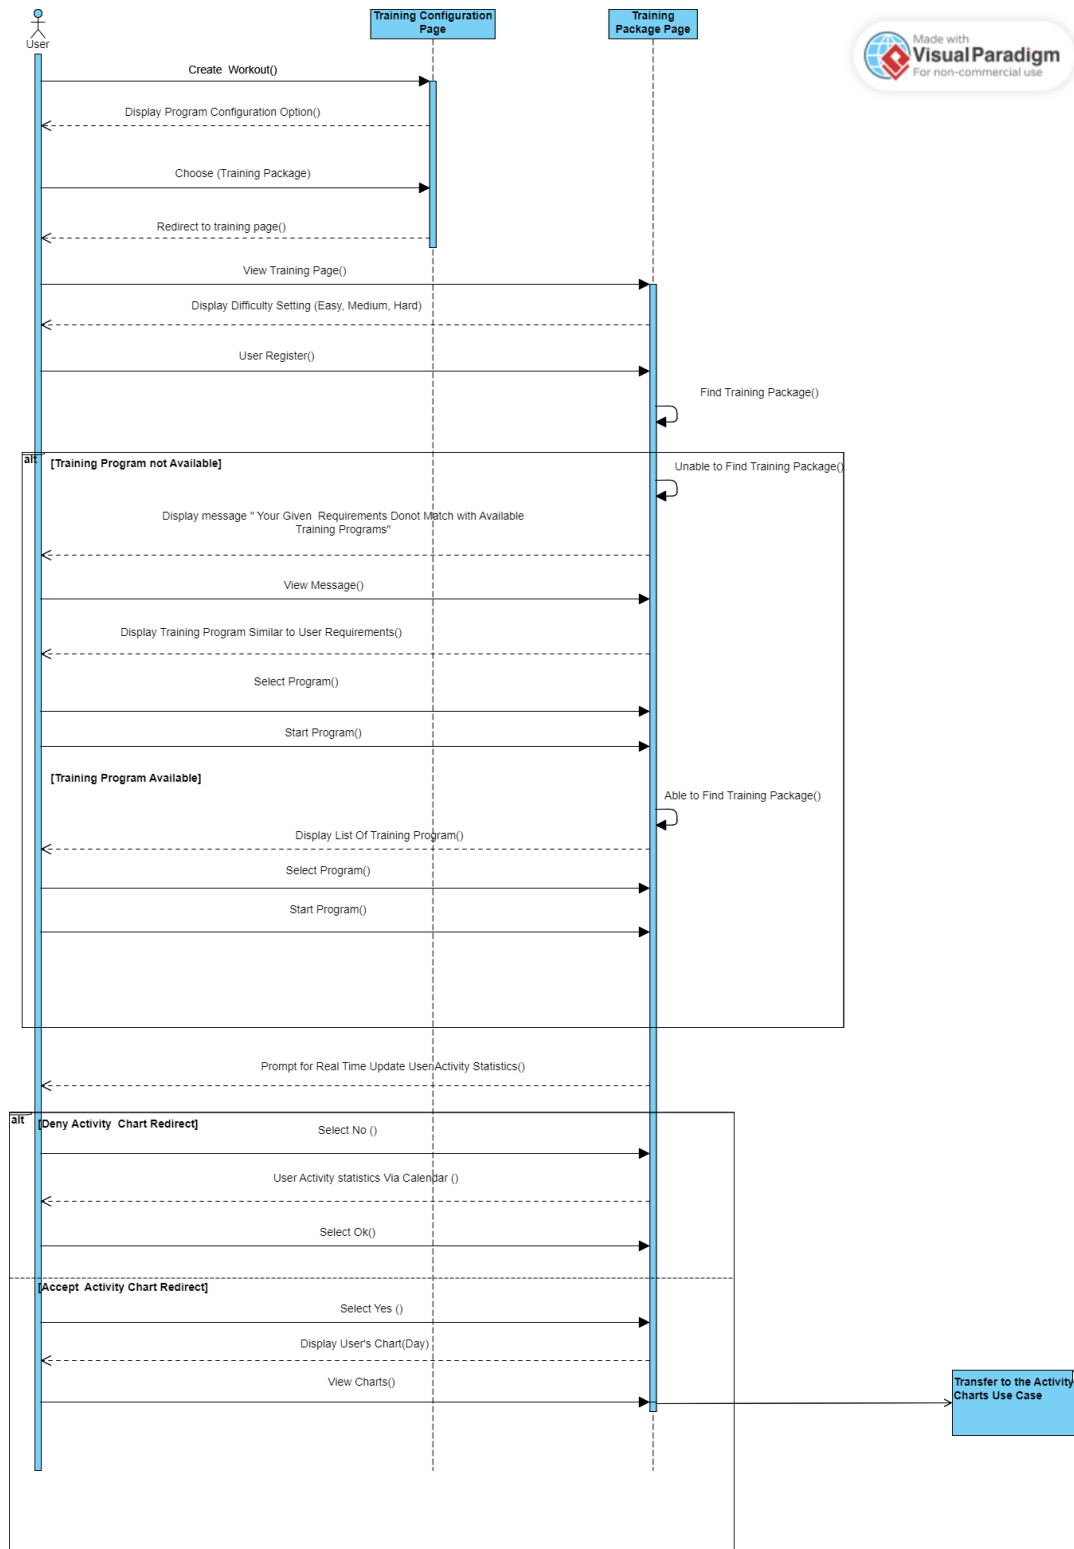 User
Training Configuration
Page
Training
Package Page
Made with
Visual Paradigm
For non-commercial use
Create Workout()
Display Program Configuration Option()
Choose (Training Package)
Redirect to training page()
View Training Page()
Display Difficulty Setting (Easy, Medium, Hard)
User Register()
Find Training Package()
alt
[Training Program not Available]
Unable to Find Training Package()
Display message " Your Given Requirements Donot Match with Available
Training Programs"
View Message()
Display Training Program Similar to User Requirements()
Select Program()
Start Program()
[Training Program Available]
Able to Find Training Package()
Display List Of Training Program()
Select Program()
Start Program()
Prompt for Real Time Update User Activity Statistics()
alt
[Deny Activity Chart Redirect]
Select No ()
User Activity statistics Via Calendar ()
Select Ok()
[Accept Activity Chart Redirect]
Select Yes ()
Display User's Chart(Day)
View Charts()
Transfer to the Activity
Charts Use Case